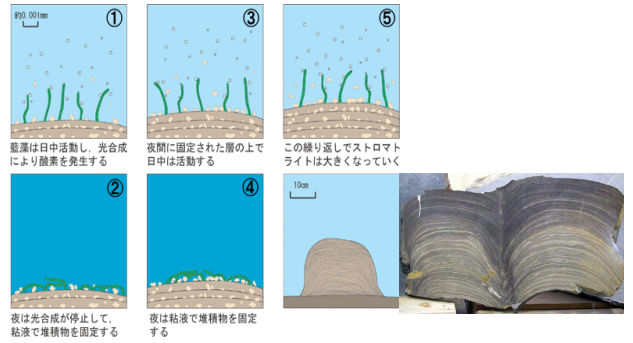 約0.001mm
①
藍藻は日中活動し，光合成
により酸素を発生する
③
夜間に固定された層の上で
日中は活動する
⑤
この繰り返しでストロマト
ライトは大きくなっていく
②
夜は光合成が停止して，
粘液で堆積物を固定する
④
夜は粘液で堆積物を固定
する
10cm